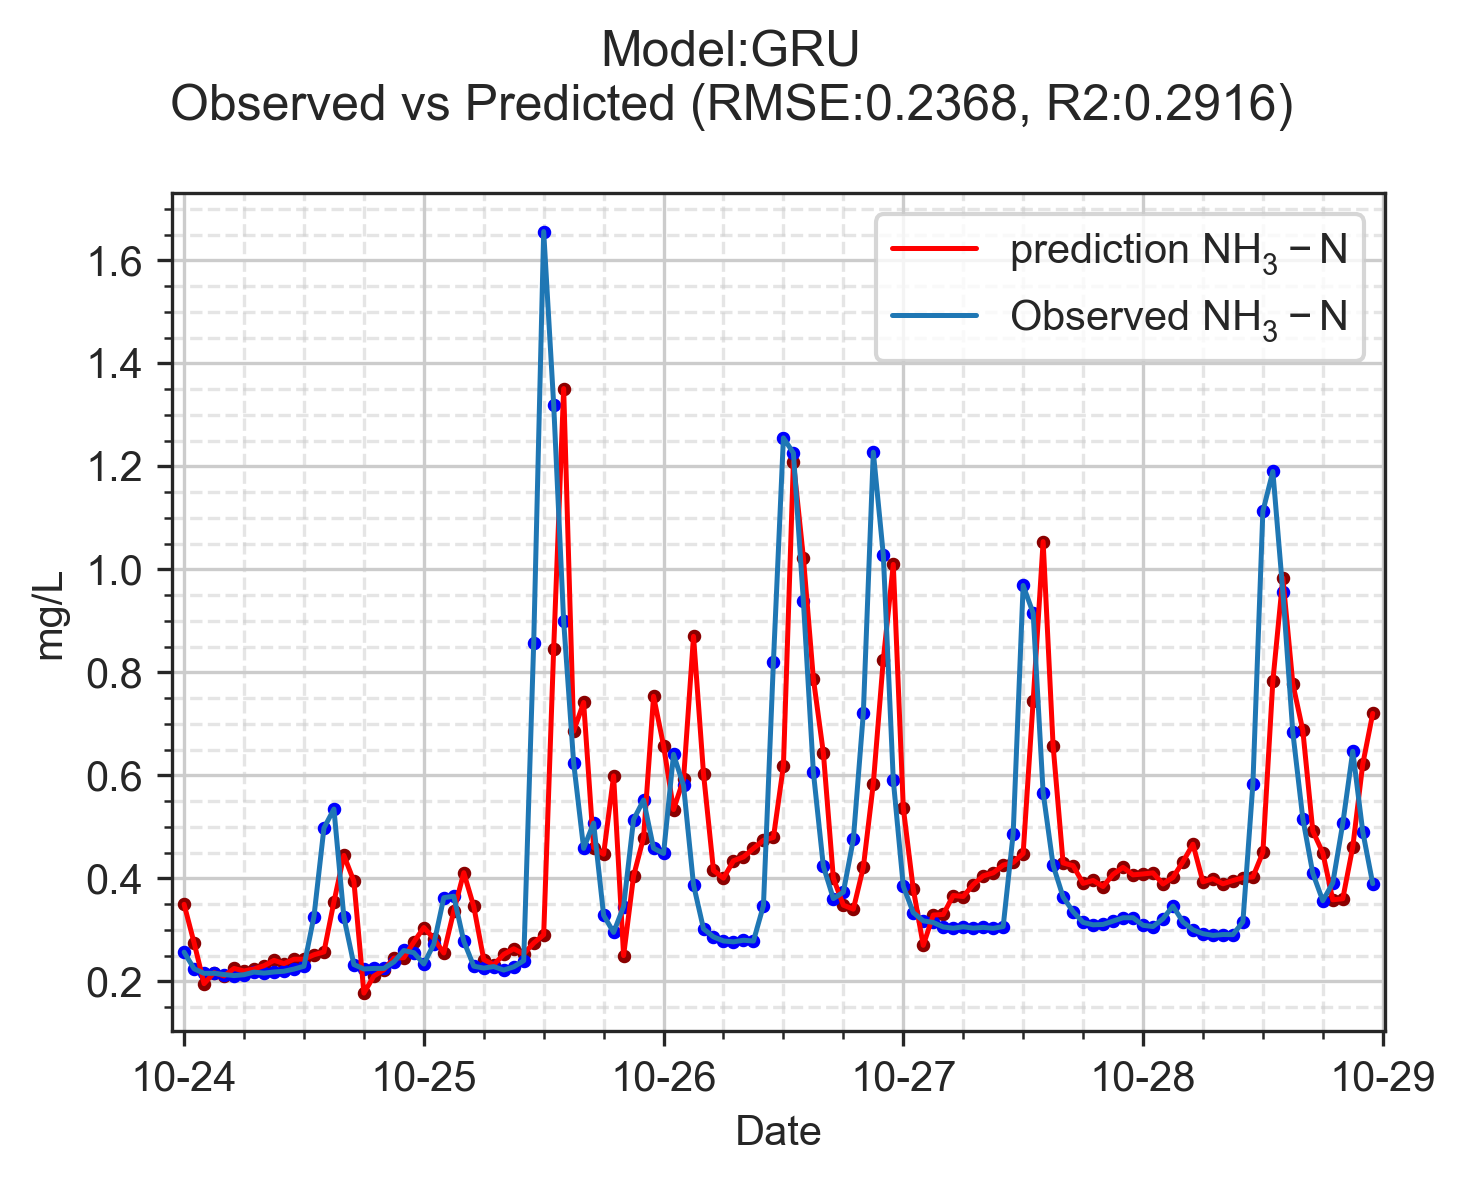 Model:GRU
Observed vs Predicted (RMSE:0.2368, R2:0.2916)
prediction NH₃ − N
Observed NH₃ − N
mg/L
1.6
1.4
1.2
1.0
0.8
0.6
0.4
0.2
10-24 10-25 10-26 10-27 10-28 10-29
Date